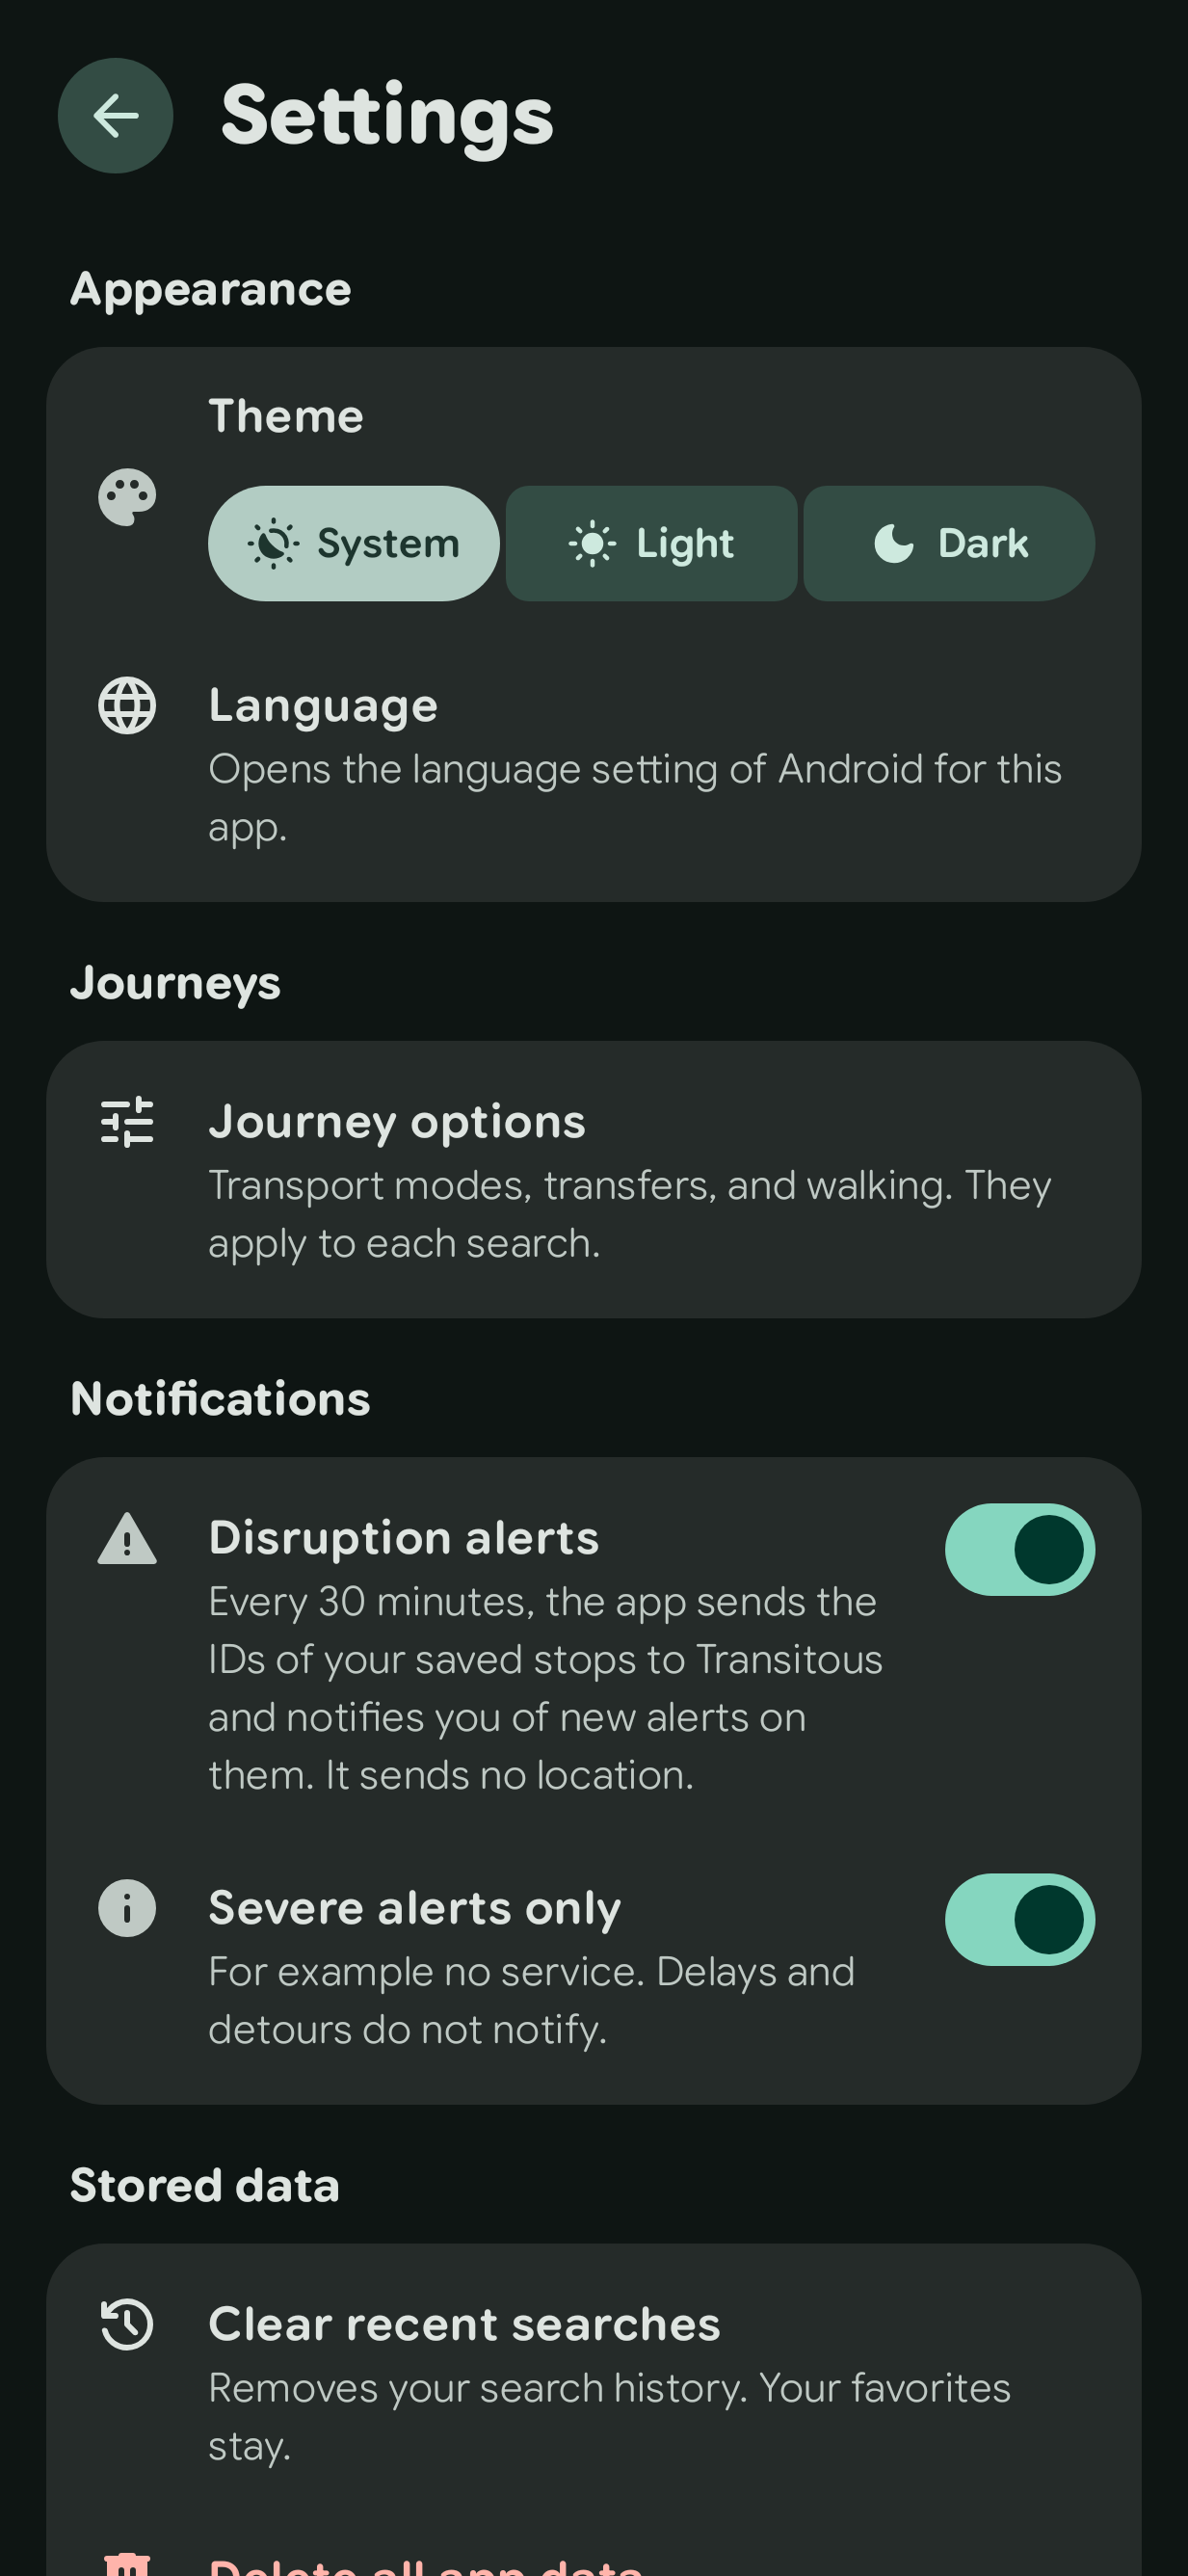 Settings
Appearance
Theme
System
Light
Dark
Language
Opens the language setting of Android for this
app.
Journeys
Journey options
Transport modes, transfers, and walking. They
apply to each search.
Notifications
Disruption alerts
Every 30 minutes, the app sends the
IDs of your saved stops to Transitous
and notifies you of new alerts on
them. It sends no location.
Severe alerts only
For example no service. Delays and
detours do not notify.
Stored data
Clear recent searches
Removes your search history. Your favorites
stay.
Delete all app data